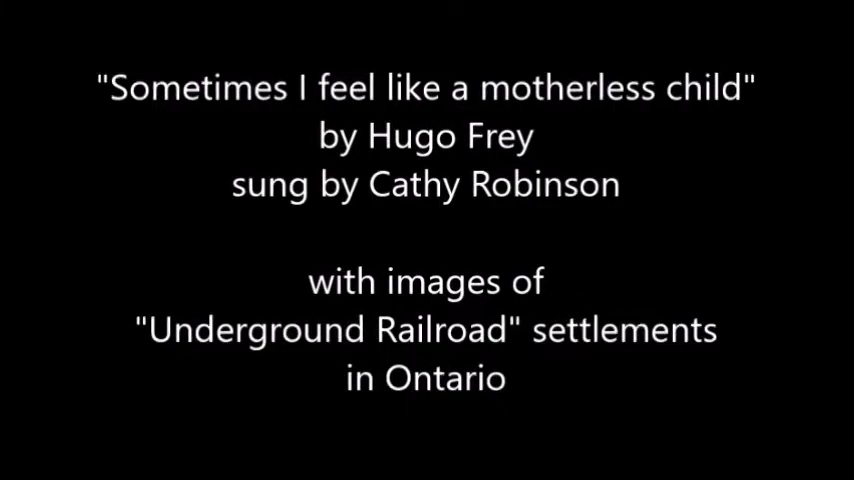 "Sometimes I feel like a motherless child"
by Hugo Frey
sung by Cathy Robinson
with images of
"Underground Railroad" settlements
in Ontario